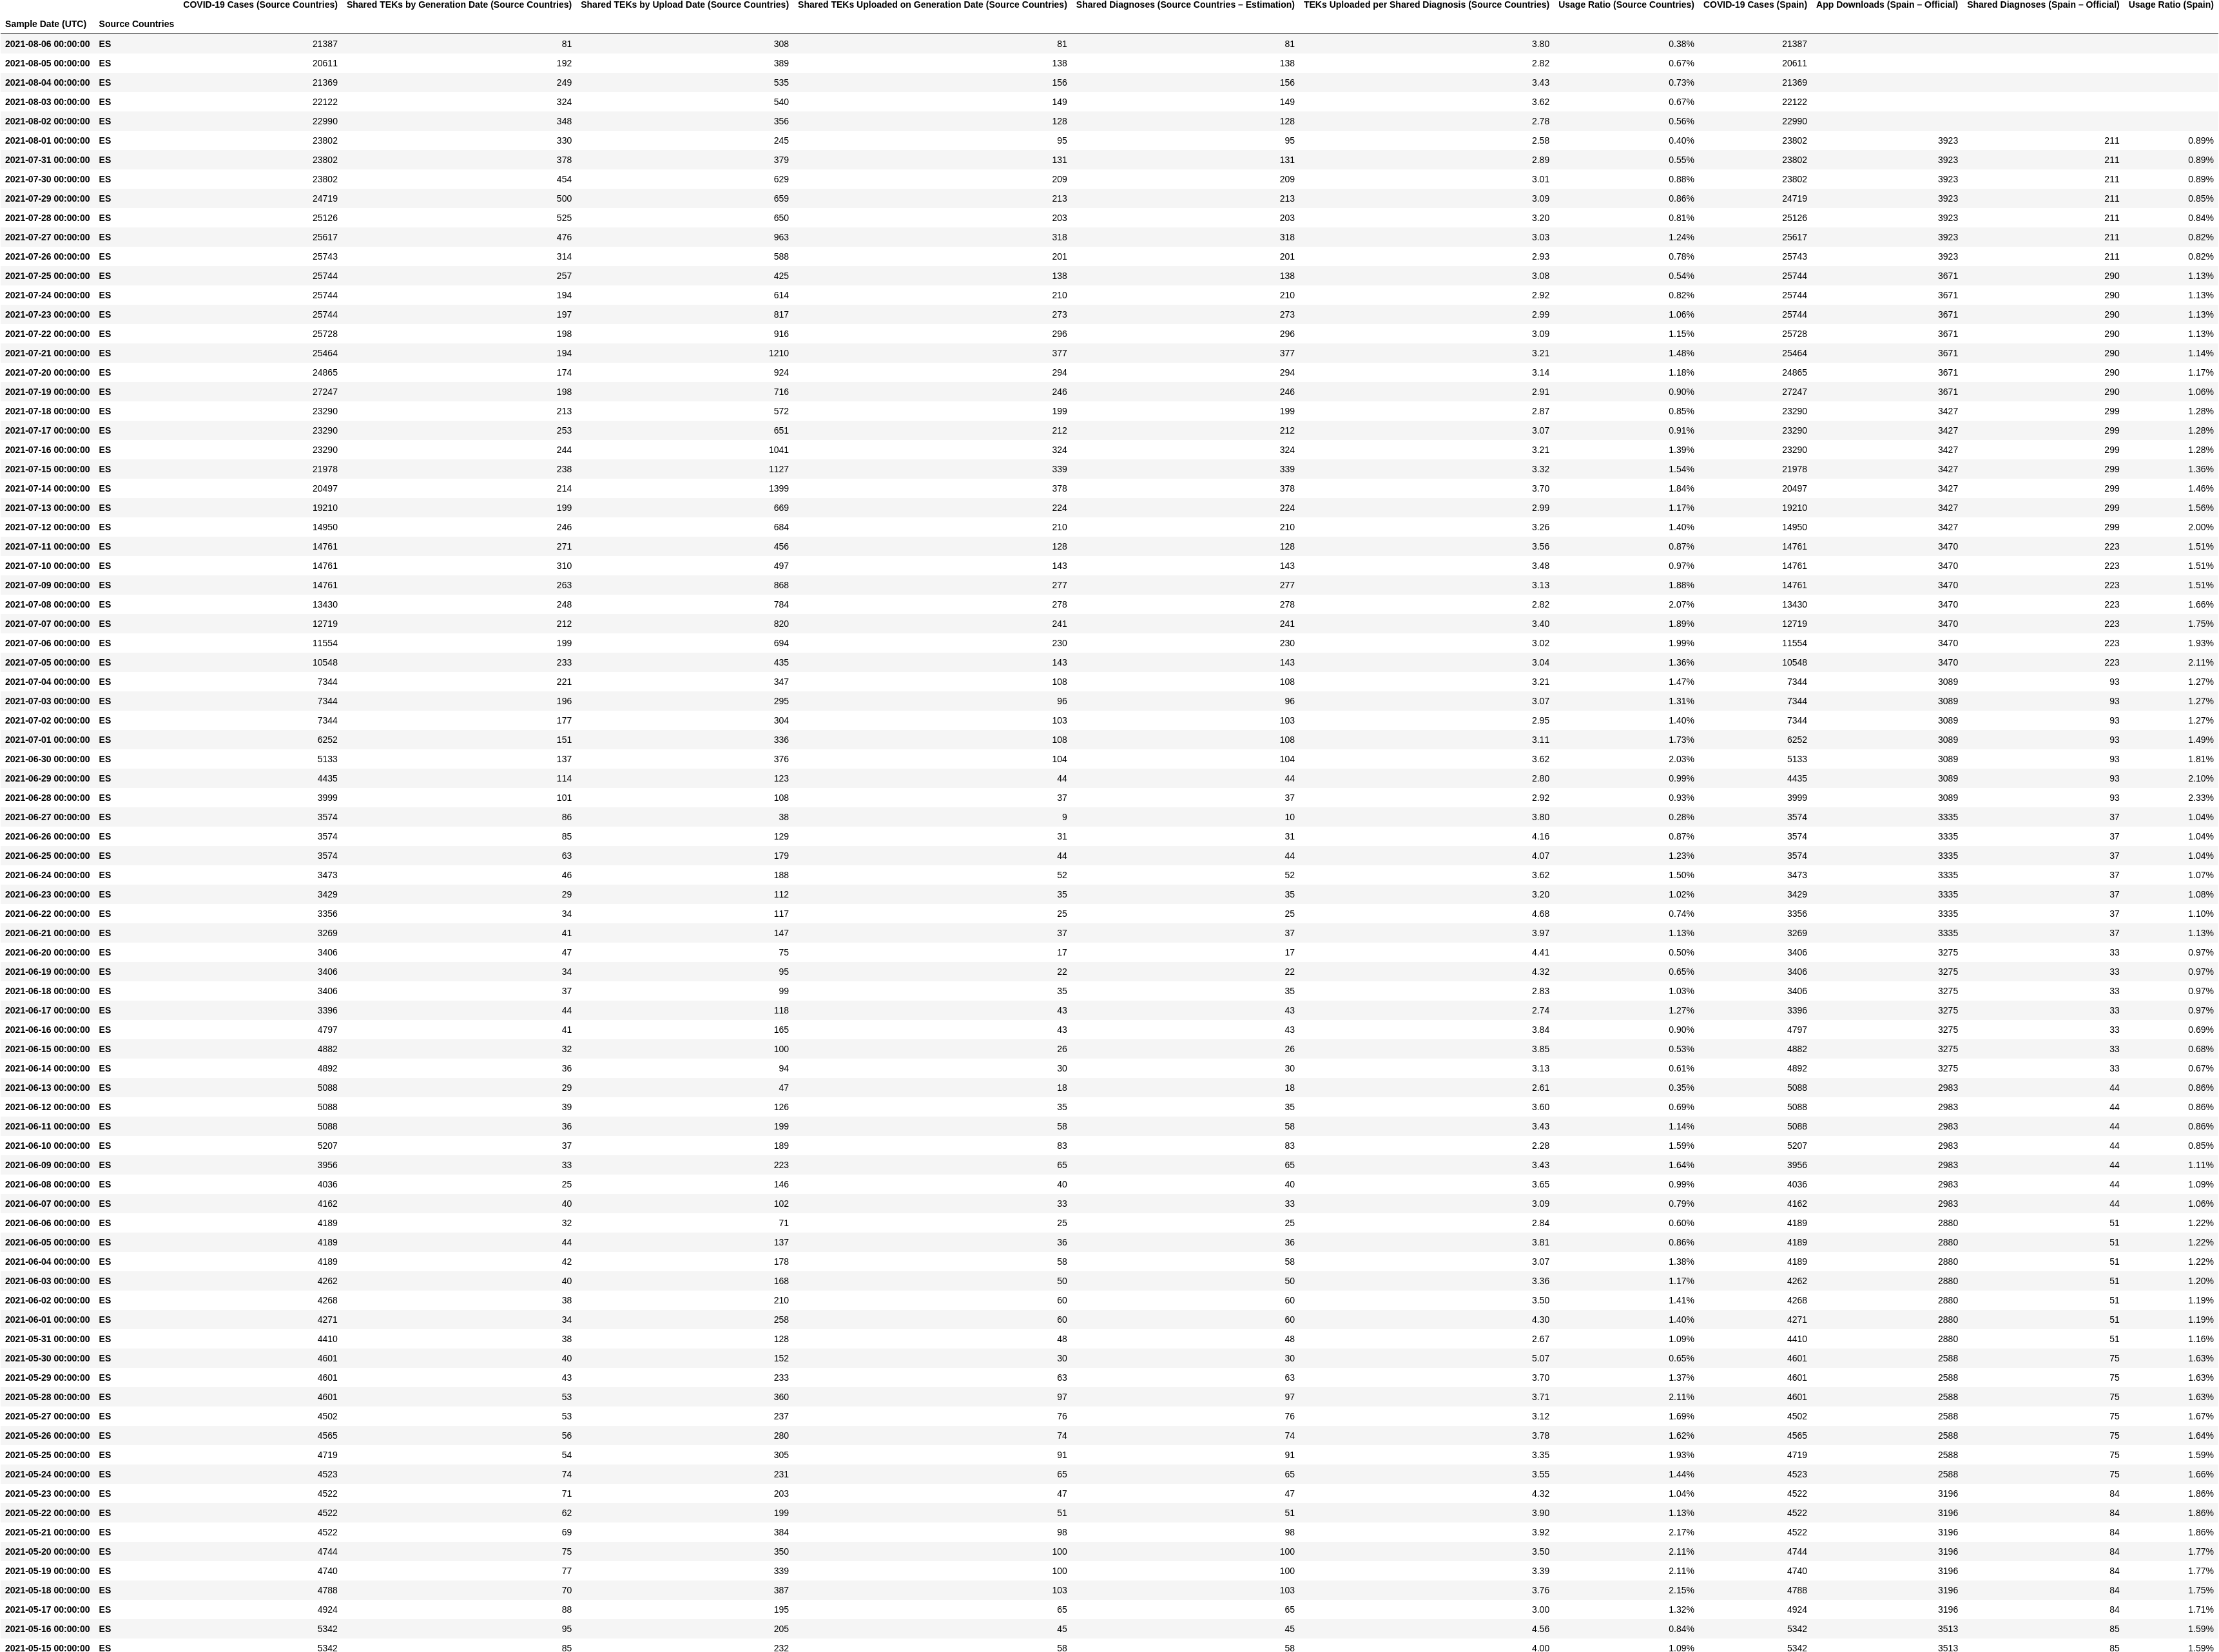 COVID-19 Cases (Source Countries) Shared TEKs by Generation Date (Source Countries) Shared TEKs by Upload Date (Source Countries) Shared TEKs Uploaded on Generation Date (Source Countries) Shared Diagnoses (Source Countries – Estimation) TEKs Uploaded per Shared Diagnosis (Source Countries) Usage Ratio (Source Countries) COVID-19 Cases (Spain) App Downloads (Spain – Official) Shared Diagnoses (Spain – Official) Usage Ratio (Spain)
Sample Date (UTC) Source Countries
2021-08-06 00:00:00 ES 21387 81 308 81 81 3.80 0.38% 21387
2021-08-05 00:00:00 ES 20611 192 389 138 138 2.82 0.67% 20611
2021-08-04 00:00:00 ES 21369 249 535 156 156 3.43 0.73% 21369
2021-08-03 00:00:00 ES 22122 324 540 149 149 3.62 0.67% 22122
2021-08-02 00:00:00 ES 22990 348 356 128 128 2.78 0.56% 22990
2021-08-01 00:00:00 ES 23802 330 245 95 95 2.58 0.40% 23802 3923 211 0.89%
2021-07-31 00:00:00 ES 23802 378 379 131 131 2.89 0.55% 23802 3923 211 0.89%
2021-07-30 00:00:00 ES 23802 454 629 209 209 3.01 0.88% 23802 3923 211 0.89%
2021-07-29 00:00:00 ES 24719 500 659 213 213 3.09 0.86% 24719 3923 211 0.85%
2021-07-28 00:00:00 ES 25126 525 650 203 203 3.20 0.81% 25126 3923 211 0.84%
2021-07-27 00:00:00 ES 25617 476 963 318 318 3.03 1.24% 25617 3923 211 0.82%
2021-07-26 00:00:00 ES 25743 314 588 201 201 2.93 0.78% 25743 3923 211 0.82%
2021-07-25 00:00:00 ES 25744 257 425 138 138 3.08 0.54% 25744 3671 290 1.13%
2021-07-24 00:00:00 ES 25744 194 614 210 210 2.92 0.82% 25744 3671 290 1.13%
2021-07-23 00:00:00 ES 25744 197 817 273 273 2.99 1.06% 25744 3671 290 1.13%
2021-07-22 00:00:00 ES 25728 198 916 296 296 3.09 1.15% 25728 3671 290 1.13%
2021-07-21 00:00:00 ES 25464 194 1210 377 377 3.21 1.48% 25464 3671 290 1.14%
2021-07-20 00:00:00 ES 24865 174 924 294 294 3.14 1.18% 24865 3671 290 1.17%
2021-07-19 00:00:00 ES 27247 198 716 246 246 2.91 0.90% 27247 3671 290 1.06%
2021-07-18 00:00:00 ES 23290 213 572 199 199 2.87 0.85% 23290 3427 299 1.28%
2021-07-17 00:00:00 ES 23290 253 651 212 212 3.07 0.91% 23290 3427 299 1.28%
2021-07-16 00:00:00 ES 23290 244 1041 324 324 3.21 1.39% 23290 3427 299 1.28%
2021-07-15 00:00:00 ES 21978 238 1127 339 339 3.32 1.54% 21978 3427 299 1.36%
2021-07-14 00:00:00 ES 20497 214 1399 378 378 3.70 1.84% 20497 3427 299 1.46%
2021-07-13 00:00:00 ES 19210 199 669 224 224 2.99 1.17% 19210 3427 299 1.56%
2021-07-12 00:00:00 ES 14950 246 684 210 210 3.26 1.40% 14950 3427 299 2.00%
2021-07-11 00:00:00 ES 14761 271 456 128 128 3.56 0.87% 14761 3470 223 1.51%
2021-07-10 00:00:00 ES 14761 310 497 143 143 3.48 0.97% 14761 3470 223 1.51%
2021-07-09 00:00:00 ES 14761 263 868 277 277 3.13 1.88% 14761 3470 223 1.51%
2021-07-08 00:00:00 ES 13430 248 784 278 278 2.82 2.07% 13430 3470 223 1.66%
2021-07-07 00:00:00 ES 12719 212 820 241 241 3.40 1.89% 12719 3470 223 1.75%
2021-07-06 00:00:00 ES 11554 199 694 230 230 3.02 1.99% 11554 3470 223 1.93%
2021-07-05 00:00:00 ES 10548 233 435 143 143 3.04 1.36% 10548 3470 223 2.11%
2021-07-04 00:00:00 ES 7344 221 347 108 108 3.21 1.47% 7344 3089 93 1.27%
2021-07-03 00:00:00 ES 7344 196 295 96 96 3.07 1.31% 7344 3089 93 1.27%
2021-07-02 00:00:00 ES 7344 177 304 103 103 2.95 1.40% 7344 3089 93 1.27%
2021-07-01 00:00:00 ES 6252 151 336 108 108 3.11 1.73% 6252 3089 93 1.49%
2021-06-30 00:00:00 ES 5133 137 376 104 104 3.62 2.03% 5133 3089 93 1.81%
2021-06-29 00:00:00 ES 4435 114 123 44 44 2.80 0.99% 4435 3089 93 2.10%
2021-06-28 00:00:00 ES 3999 101 108 37 37 2.92 0.93% 3999 3089 93 2.33%
2021-06-27 00:00:00 ES 3574 86 38 9 10 3.80 0.28% 3574 3335 37 1.04%
2021-06-26 00:00:00 ES 3574 85 129 31 31 4.16 0.87% 3574 3335 37 1.04%
2021-06-25 00:00:00 ES 3574 63 179 44 44 4.07 1.23% 3574 3335 37 1.04%
2021-06-24 00:00:00 ES 3473 46 188 52 52 3.62 1.50% 3473 3335 37 1.07%
2021-06-23 00:00:00 ES 3429 29 112 35 35 3.20 1.02% 3429 3335 37 1.08%
2021-06-22 00:00:00 ES 3356 34 117 25 25 4.68 0.74% 3356 3335 37 1.10%
2021-06-21 00:00:00 ES 3269 41 147 37 37 3.97 1.13% 3269 3335 37 1.13%
2021-06-20 00:00:00 ES 3406 47 75 17 17 4.41 0.50% 3406 3275 33 0.97%
2021-06-19 00:00:00 ES 3406 34 95 22 22 4.32 0.65% 3406 3275 33 0.97%
2021-06-18 00:00:00 ES 3406 37 99 35 35 2.83 1.03% 3406 3275 33 0.97%
2021-06-17 00:00:00 ES 3396 44 118 43 43 2.74 1.27% 3396 3275 33 0.97%
2021-06-16 00:00:00 ES 4797 41 165 43 43 3.84 0.90% 4797 3275 33 0.69%
2021-06-15 00:00:00 ES 4882 32 100 26 26 3.85 0.53% 4882 3275 33 0.68%
2021-06-14 00:00:00 ES 4892 36 94 30 30 3.13 0.61% 4892 3275 33 0.67%
2021-06-13 00:00:00 ES 5088 29 47 18 18 2.61 0.35% 5088 2983 44 0.86%
2021-06-12 00:00:00 ES 5088 39 126 35 35 3.60 0.69% 5088 2983 44 0.86%
2021-06-11 00:00:00 ES 5088 36 199 58 58 3.43 1.14% 5088 2983 44 0.86%
2021-06-10 00:00:00 ES 5207 37 189 83 83 2.28 1.59% 5207 2983 44 0.85%
2021-06-09 00:00:00 ES 3956 33 223 65 65 3.43 1.64% 3956 2983 44 1.11%
2021-06-08 00:00:00 ES 4036 25 146 40 40 3.65 0.99% 4036 2983 44 1.09%
2021-06-07 00:00:00 ES 4162 40 102 33 33 3.09 0.79% 4162 2983 44 1.06%
2021-06-06 00:00:00 ES 4189 32 71 25 25 2.84 0.60% 4189 2880 51 1.22%
2021-06-05 00:00:00 ES 4189 44 137 36 36 3.81 0.86% 4189 2880 51 1.22%
2021-06-04 00:00:00 ES 4189 42 178 58 58 3.07 1.38% 4189 2880 51 1.22%
2021-06-03 00:00:00 ES 4262 40 168 50 50 3.36 1.17% 4262 2880 51 1.20%
2021-06-02 00:00:00 ES 4268 38 210 60 60 3.50 1.41% 4268 2880 51 1.19%
2021-06-01 00:00:00 ES 4271 34 258 60 60 4.30 1.40% 4271 2880 51 1.19%
2021-05-31 00:00:00 ES 4410 38 128 48 48 2.67 1.09% 4410 2880 51 1.16%
2021-05-30 00:00:00 ES 4601 40 152 30 30 5.07 0.65% 4601 2588 75 1.63%
2021-05-29 00:00:00 ES 4601 43 233 63 63 3.70 1.37% 4601 2588 75 1.63%
2021-05-28 00:00:00 ES 4601 53 360 97 97 3.71 2.11% 4601 2588 75 1.63%
2021-05-27 00:00:00 ES 4502 53 237 76 76 3.12 1.69% 4502 2588 75 1.67%
2021-05-26 00:00:00 ES 4565 56 280 74 74 3.78 1.62% 4565 2588 75 1.64%
2021-05-25 00:00:00 ES 4719 54 305 91 91 3.35 1.93% 4719 2588 75 1.59%
2021-05-24 00:00:00 ES 4523 74 231 65 65 3.55 1.44% 4523 2588 75 1.66%
2021-05-23 00:00:00 ES 4522 71 203 47 47 4.32 1.04% 4522 3196 84 1.86%
2021-05-22 00:00:00 ES 4522 62 199 51 51 3.90 1.13% 4522 3196 84 1.86%
2021-05-21 00:00:00 ES 4522 69 384 98 98 3.92 2.17% 4522 3196 84 1.86%
2021-05-20 00:00:00 ES 4744 75 350 100 100 3.50 2.11% 4744 3196 84 1.77%
2021-05-19 00:00:00 ES 4740 77 339 100 100 3.39 2.11% 4740 3196 84 1.77%
2021-05-18 00:00:00 ES 4788 70 387 103 103 3.76 2.15% 4788 3196 84 1.75%
2021-05-17 00:00:00 ES 4924 88 195 65 65 3.00 1.32% 4924 3196 84 1.71%
2021-05-16 00:00:00 ES 5342 95 205 45 45 4.56 0.84% 5342 3513 85 1.59%
2021-05-15 00:00:00 ES 5342 85 232 58 58 4.00 1.09% 5342 3513 85 1.59%